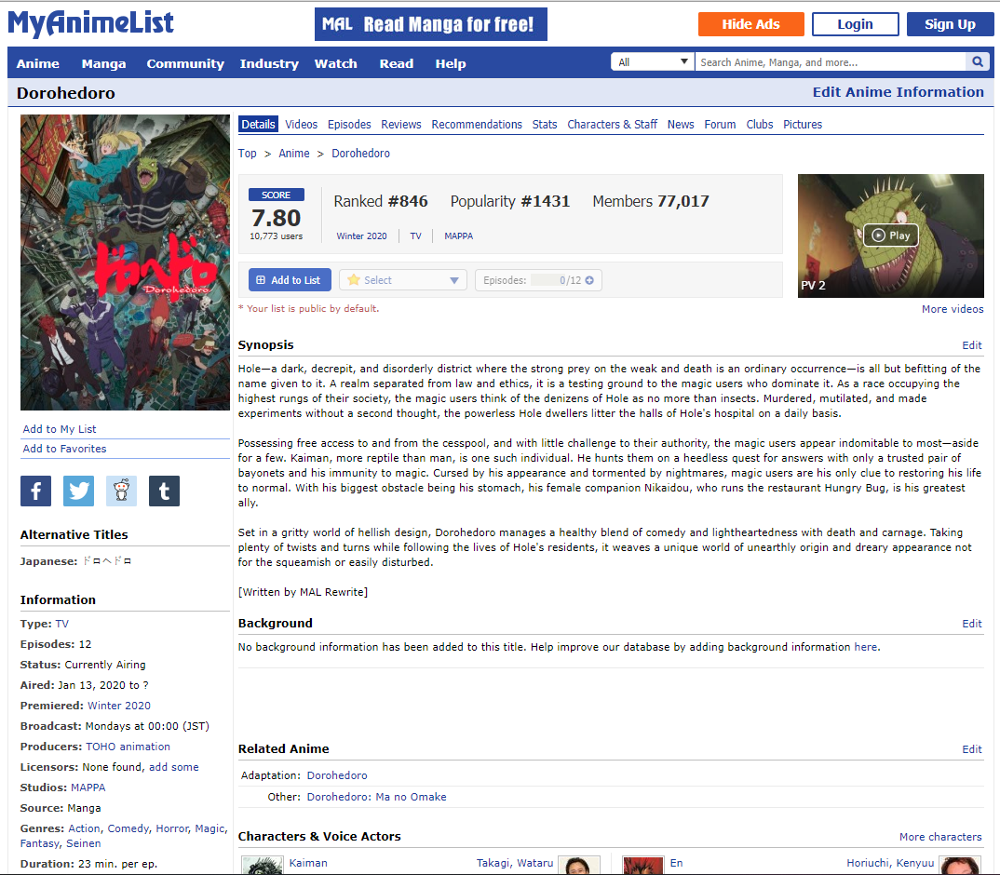 MyAnimeList
MAL Read Manga for free!
Hide Ads
Login
Sign Up
Anime Manga Community Industry Watch Read Help
All
Search Anime, Manga, and more...
Dorohedoro
Edit Anime Information
ドロヘドロ
Dorohedoro
Add to My List
Add to Favorites
f
t
Alternative Titles
Japanese: ドロヘドロ
Information
Type: TV
Episodes: 12
Status: Currently Airing
Aired: Jan 13, 2020 to ?
Premiered: Winter 2020
Broadcast: Mondays at 00:00 (JST)
Producers: TOHO animation
Licensors: None found, add some
Studios: MAPPA
Source: Manga
Genres: Action, Comedy, Horror, Magic,
Fantasy, Seinen
Duration: 23 min. per ep.
Details Videos Episodes Reviews Recommendations Stats Characters & Staff News Forum Clubs Pictures
Top > Anime > Dorohedoro
SCORE
7.80
10,773 users
Ranked #846 Popularity #1431 Members 77,017
Winter 2020 TV MAPPA
Add to List
Select
Episodes: 0/12
* Your list is public by default.
Play
PV 2
More videos
Synopsis
Edit
Hole—a dark, decrepit, and disorderly district where the strong prey on the weak and death is an ordinary occurrence—is all but befitting of the
name given to it. A realm separated from law and ethics, it is a testing ground to the magic users who dominate it. As a race occupying the
highest rungs of their society, the magic users think of the denizens of Hole as no more than insects. Murdered, mutilated, and made
experiments without a second thought, the powerless Hole dwellers litter the halls of Hole's hospital on a daily basis.
Possessing free access to and from the cesspool, and with little challenge to their authority, the magic users appear indomitable to most—aside
for a few. Kaiman, more reptile than man, is one such individual. He hunts them on a heedless quest for answers with only a trusted pair of
bayonets and his immunity to magic. Cursed by his appearance and tormented by nightmares, magic users are his only clue to restoring his life
to normal. With his biggest obstacle being his stomach, his female companion Nikaidou, who runs the restaurant Hungry Bug, is his greatest
ally.
Set in a gritty world of hellish design, Dorohedoro manages a healthy blend of comedy and lightheartedness with death and carnage. Taking
plenty of twists and turns while following the lives of Hole's residents, it weaves a unique world of unearthly origin and dreary appearance not
for the squeamish or easily disturbed.
[Written by MAL Rewrite]
Background
Edit
No background information has been added to this title. Help improve our database by adding background information here.
Related Anime
Edit
Adaptation: Dorohedoro
Other: Dorohedoro: Ma no Omake
Characters & Voice Actors
More characters
Kaiman
Takagi, Wataru
En
Horiuchi, Kenyuu